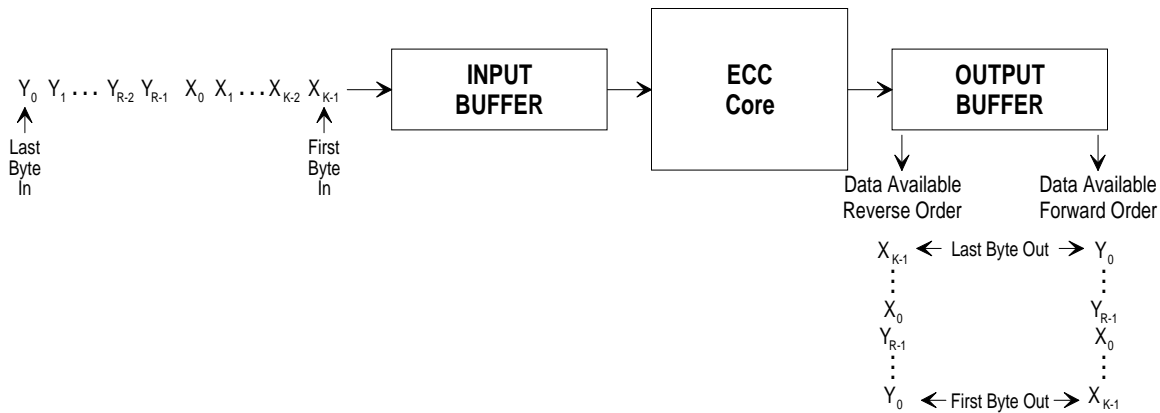 Y0 Y1 ... YR-2 YR-1 X0 X1 ... XK-2 XK-1
Last
Byte
In
First
Byte
In
INPUT
BUFFER
ECC
Core
OUTPUT
BUFFER
Data Available
Reverse Order
Data Available
Forward Order
XK-1 Last Byte Out Y0
X0 YR-1
YR-1 X0
Y0 First Byte Out XK-1